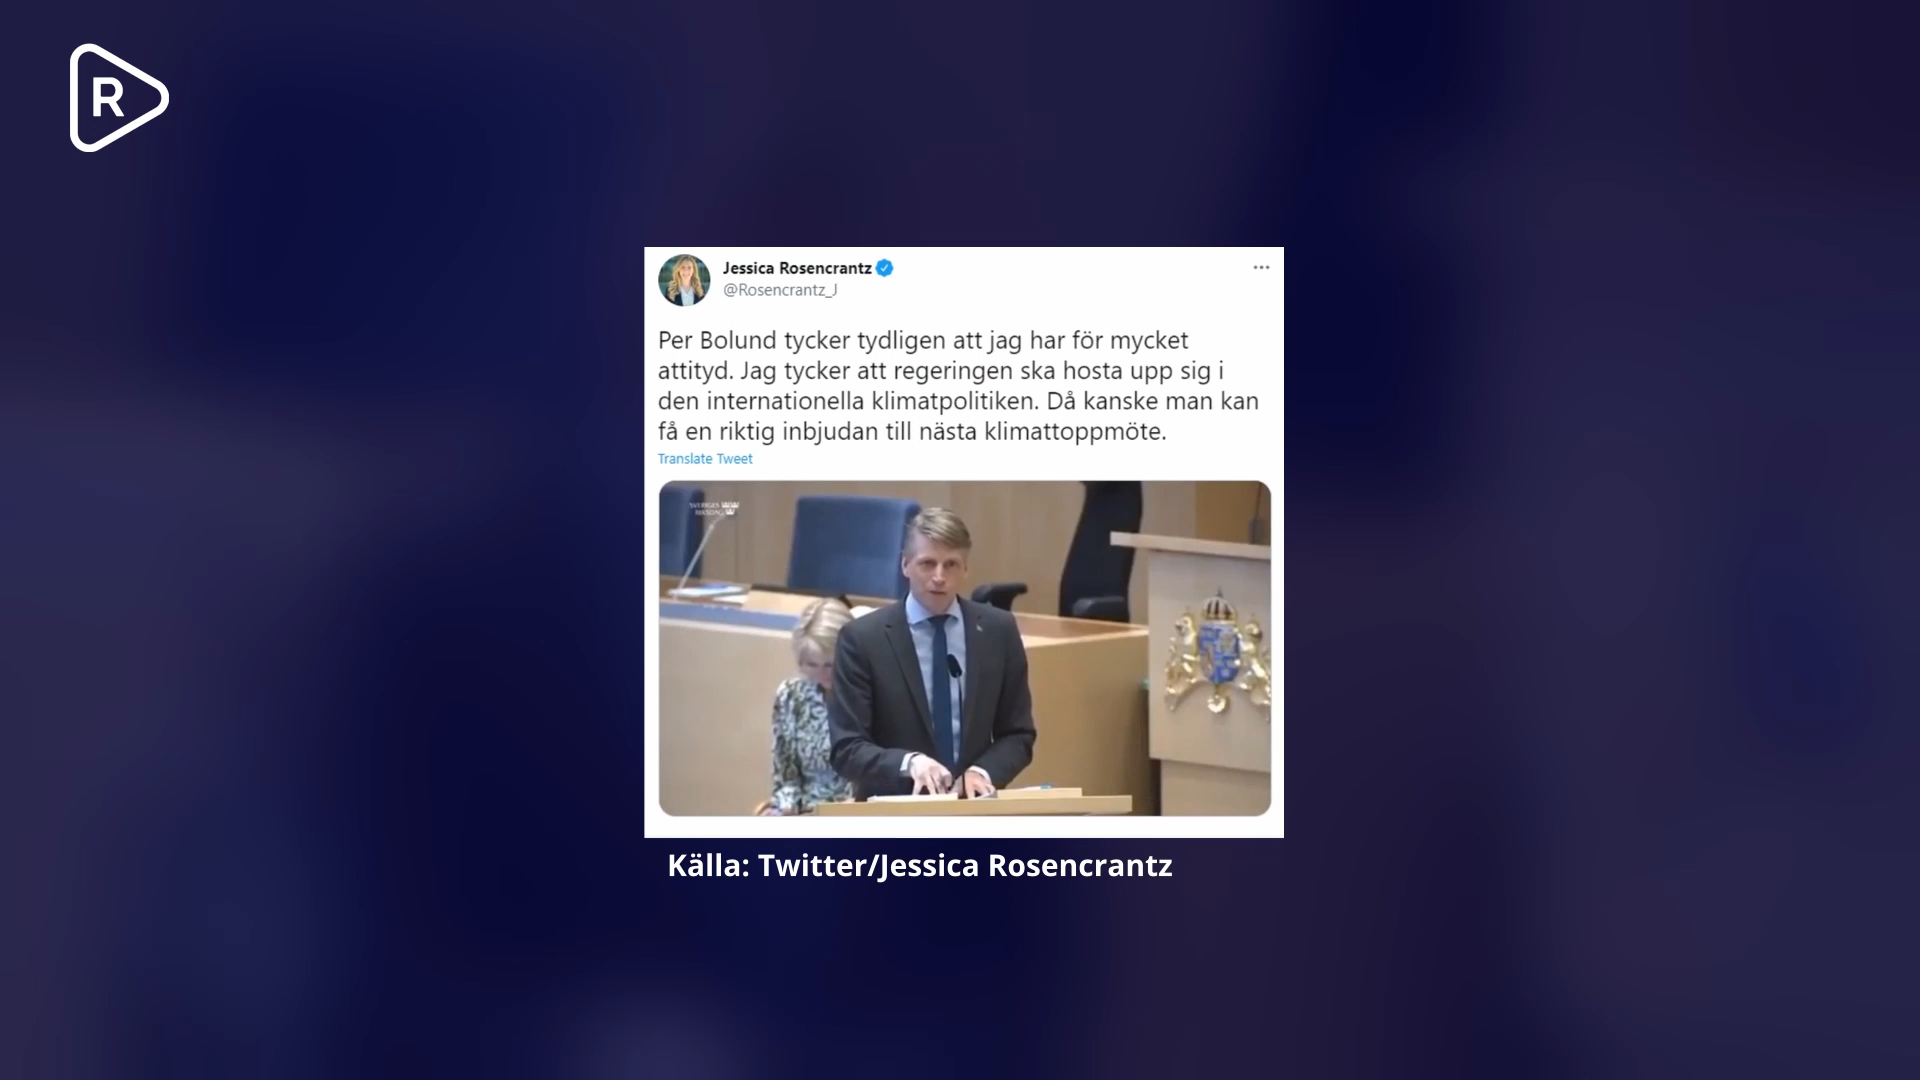 R
Jessica Rosencrantz
@Rosencrantz_J
Per Bolund tycker tydligen att jag har för mycket
attityd. Jag tycker att regeringen ska hosta upp sig i
den internationella klimatpolitiken. Då kanske man kan
få en riktig inbjudan till nästa klimattoppmöte.
Translate Tweet
SVERIGES
RIKSDAG
Källa: Twitter/Jessica Rosencrantz